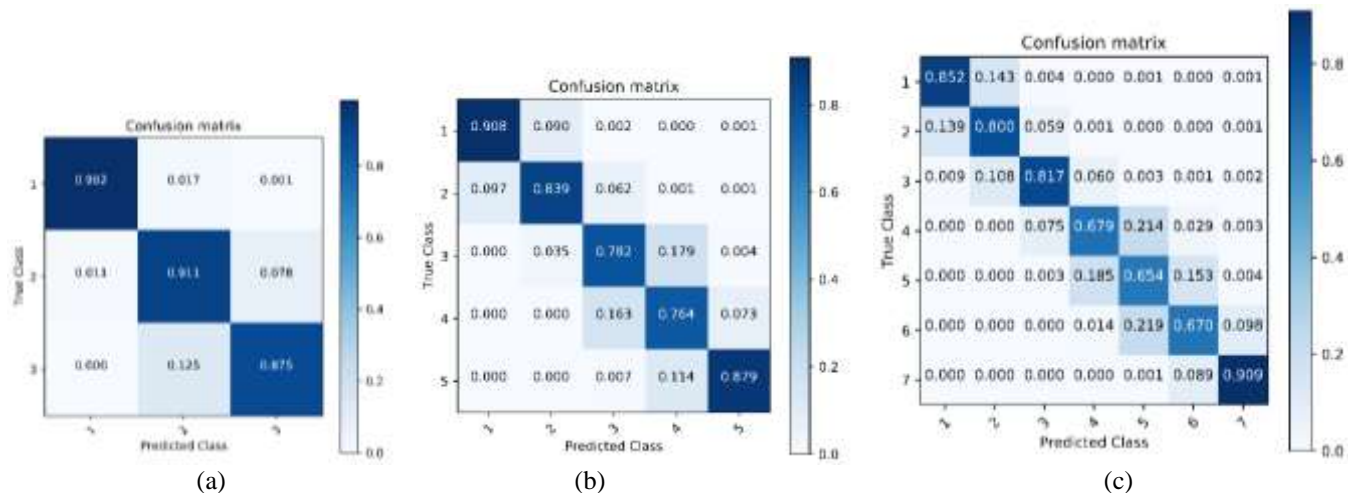 Confusion matrix
True Class
1 0.982 0.017 0.001
2 0.011 0.911 0.078
3 0.000 0.125 0.875
1 2 3
Predicted Class
0.8
0.6
0.4
0.2
0.0
(a)
Confusion matrix
True Class
1 0.908 0.090 0.002 0.000 0.001
2 0.097 0.839 0.062 0.001 0.001
3 0.000 0.035 0.782 0.179 0.004
4 0.000 0.000 0.163 0.764 0.073
5 0.000 0.000 0.007 0.114 0.879
1 2 3 4 5
Predicted Class
0.8
0.6
0.4
0.2
0.0
(b)
Confusion matrix
True Class
1 0.852 0.143 0.004 0.000 0.001 0.000 0.001
2 0.139 0.800 0.059 0.001 0.000 0.000 0.001
3 0.009 0.108 0.817 0.060 0.003 0.001 0.002
4 0.000 0.000 0.075 0.679 0.214 0.029 0.003
5 0.000 0.000 0.003 0.185 0.654 0.153 0.004
6 0.000 0.000 0.000 0.014 0.219 0.670 0.098
7 0.000 0.000 0.000 0.000 0.001 0.089 0.909
1 2 3 4 5 6 7
Predicted Class
0.8
0.6
0.4
0.2
0.0
(c)